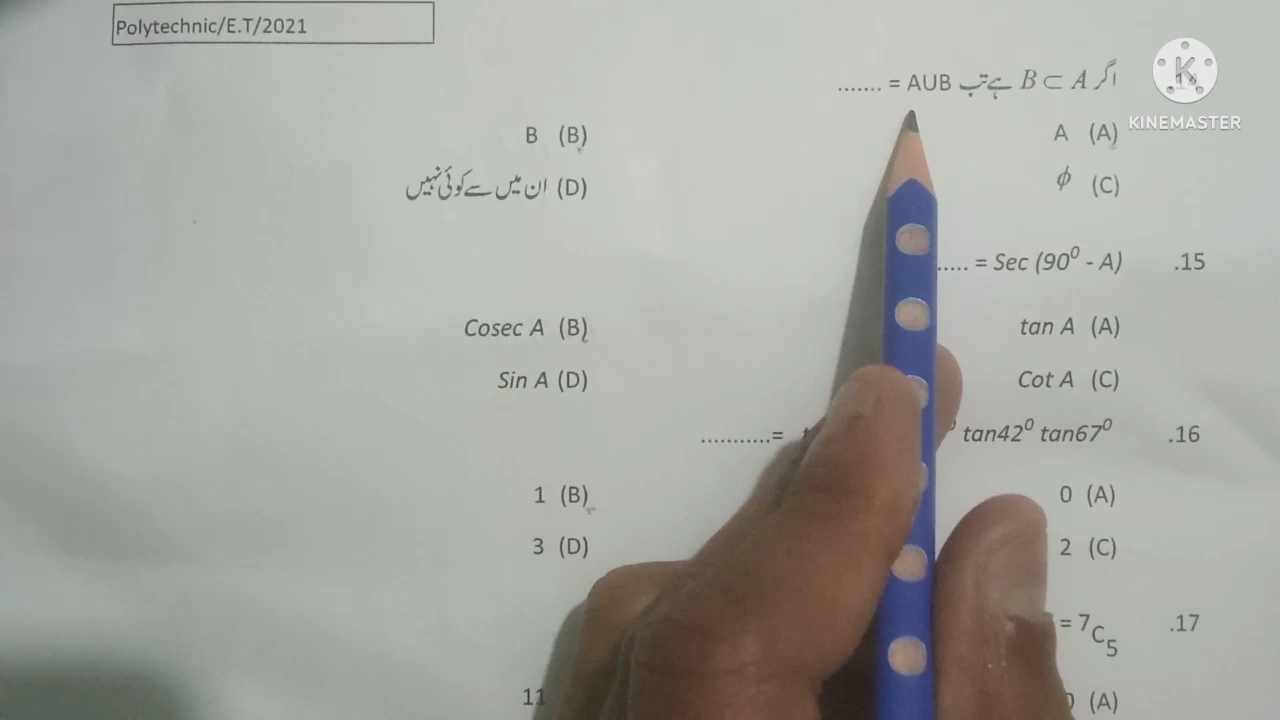 Polytechnic/E.T/2021
KINEMASTER
اگر B ⊂ A ہے تب AUB = .......
A (A)
B (B)
ϕ (C)
ان میں سے کوئی نہیں (D)
.15 Sec (90⁰ - A) = .....
tan A (A)
Cosec A (B)
Cot A (C)
Sin A (D)
.16 tan42⁰ tan67⁰ = ...........
0 (A)
1 (B)
2 (C)
3 (D)
.17 ⁷C₅ =
(A)
11